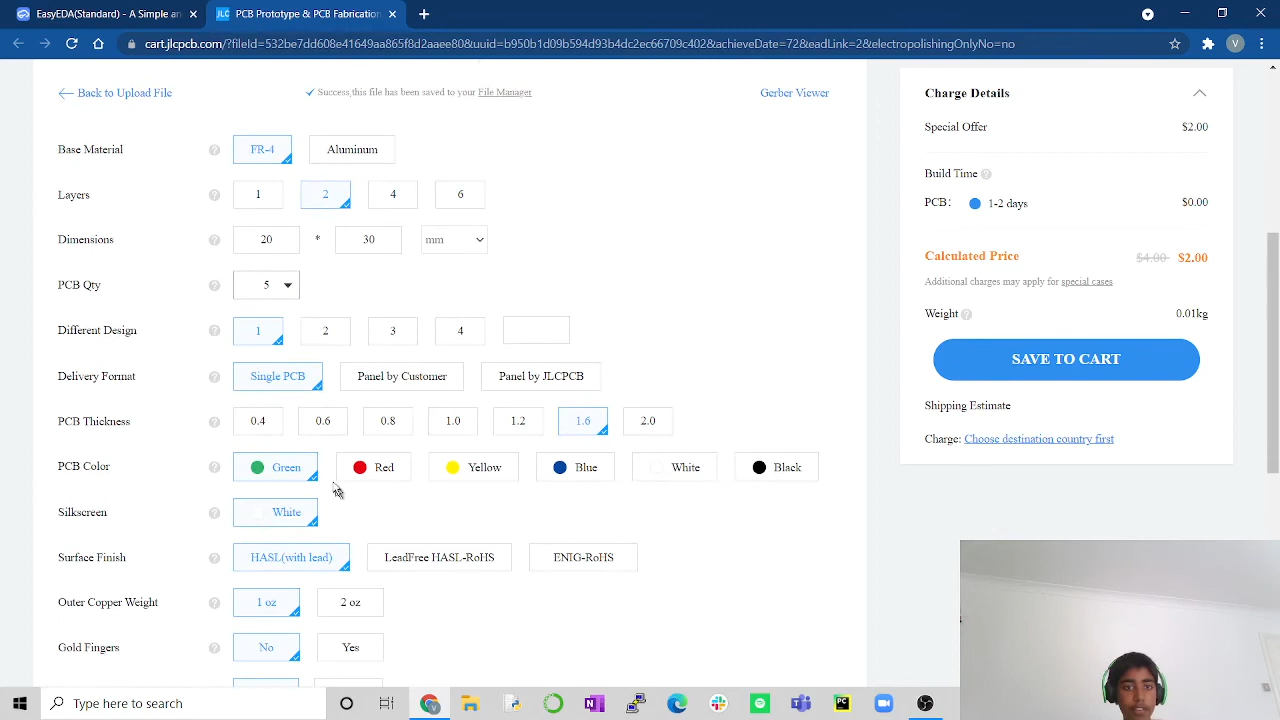 EasyEDA(Standard) - A Simple an
JLC PCB Prototype & PCB Fabrication
cart.jlcpcb.com/?fileId=532be7dd608e41649aa865f8d2aaee80&uuid=b950b1d09b594d93b4dc2ec66709c402&achieveDate=72&leadLink=2&electropolishingOnlyNo=no
V
Back to Upload File
Success,this file has been saved to your File Manager
Gerber Viewer
Base Material ? FR-4 Aluminum
Layers ? 1 2 4 6
Dimensions ? 20 * 30 mm
PCB Qty ? 5
Different Design ? 1 2 3 4
Delivery Format ? Single PCB Panel by Customer Panel by JLCPCB
PCB Thickness ? 0.4 0.6 0.8 1.0 1.2 1.6 2.0
PCB Color ? Green Red Yellow Blue White Black
Silkscreen ? White
Surface Finish ? HASL(with lead) LeadFree HASL-RoHS ENIG-RoHS
Outer Copper Weight ? 1 oz 2 oz
Gold Fingers ? No Yes
Charge Details
Special Offer $2.00
Build Time ?
PCB: 1-2 days $0.00
Calculated Price $4.00 $2.00
Additional charges may apply for special cases
Weight ? 0.01kg
SAVE TO CART
Shipping Estimate
Charge: Choose destination country first
Type here to search